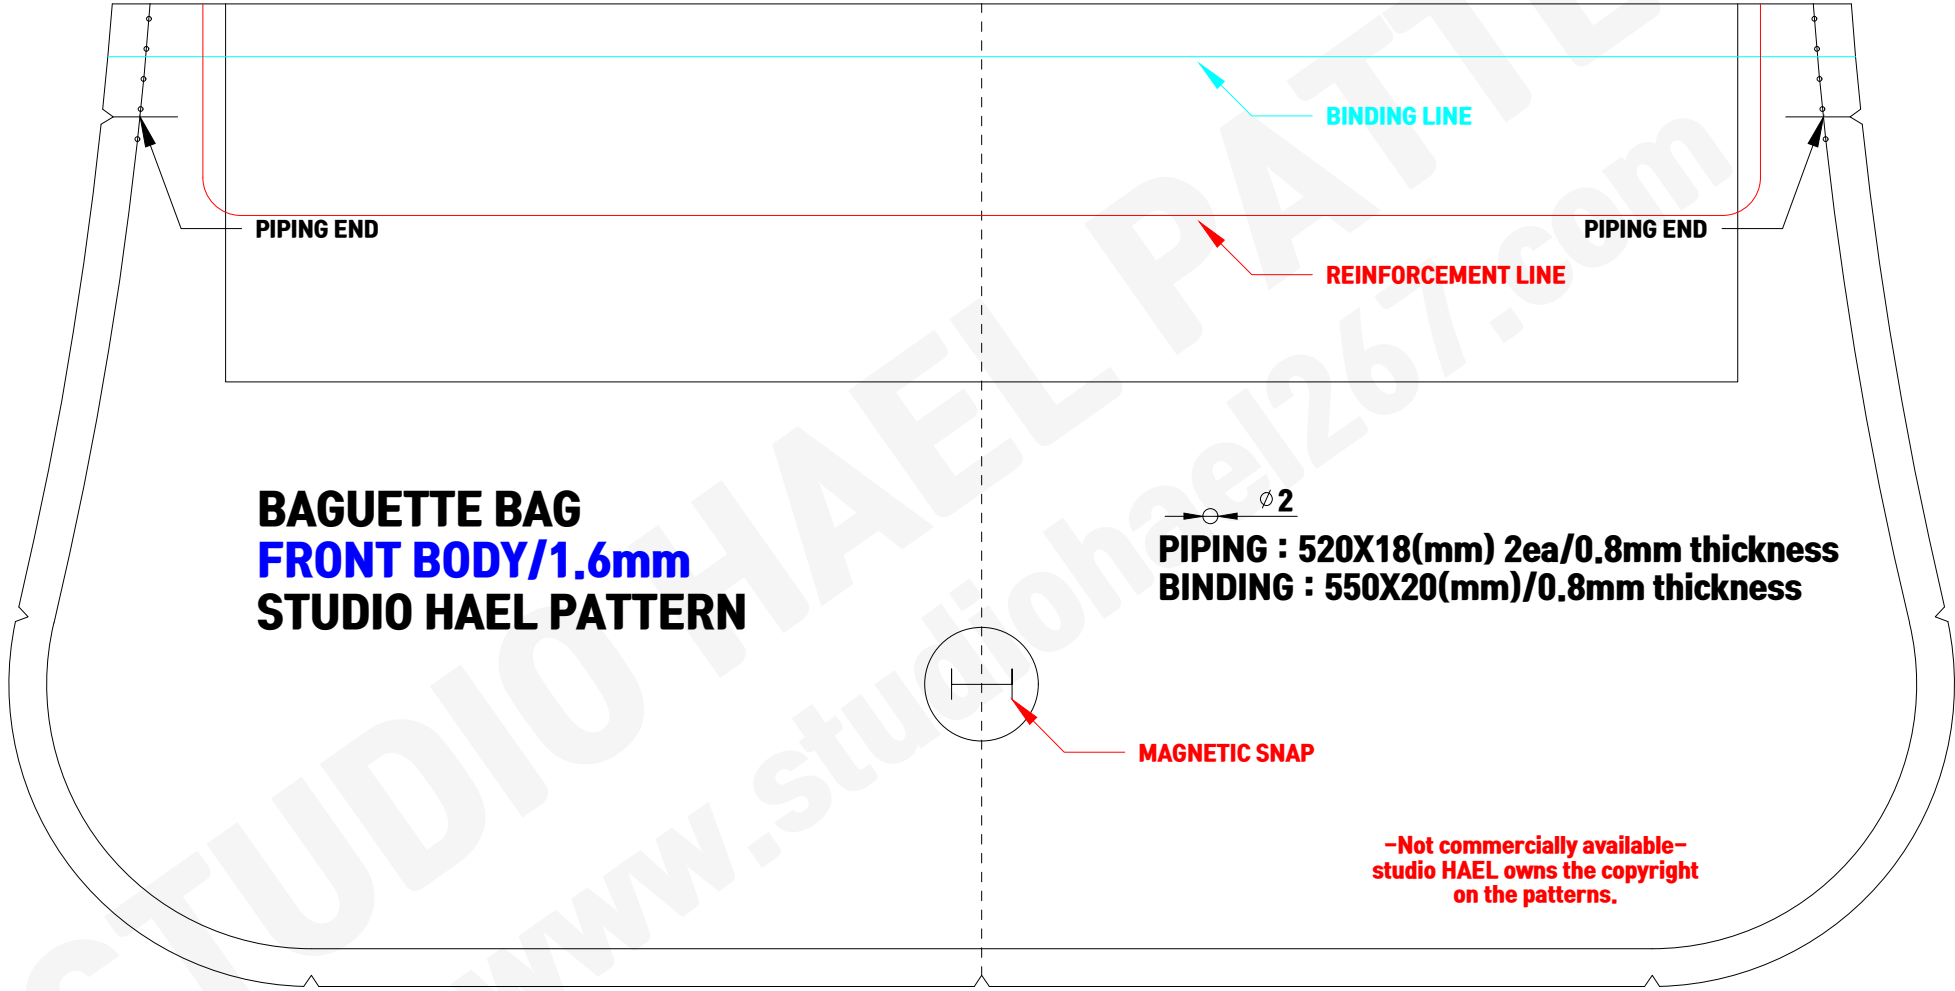 BINDING LINE
PIPING END
PIPING END
REINFORCEMENT LINE
BAGUETTE BAG
FRONT BODY/1.6mm
STUDIO HAEL PATTERN
⌀2
PIPING : 520X18(mm) 2ea/0.8mm thickness
BINDING : 550X20(mm)/0.8mm thickness
MAGNETIC SNAP
-Not commercially available-
studio HAEL owns the copyright
on the patterns.
STUDIO HAEL PATTE
www.studiohael267.com